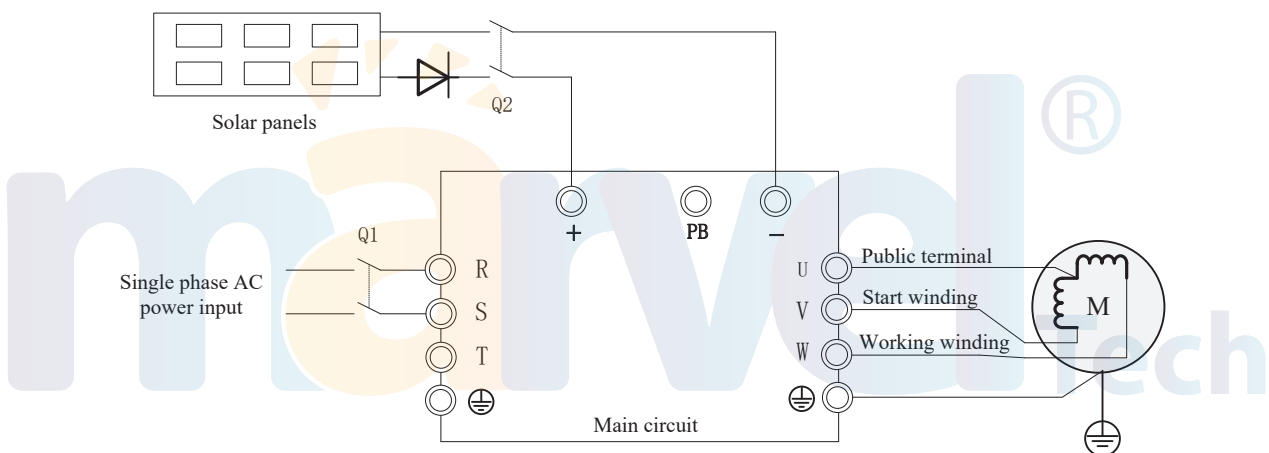 Q2
Solar panels
+
PB
−
Q1
Single phase AC
power input
R
S
T
U
V
W
Public terminal
Start winding
Working winding
M
Main circuit
marvel
®
Tech